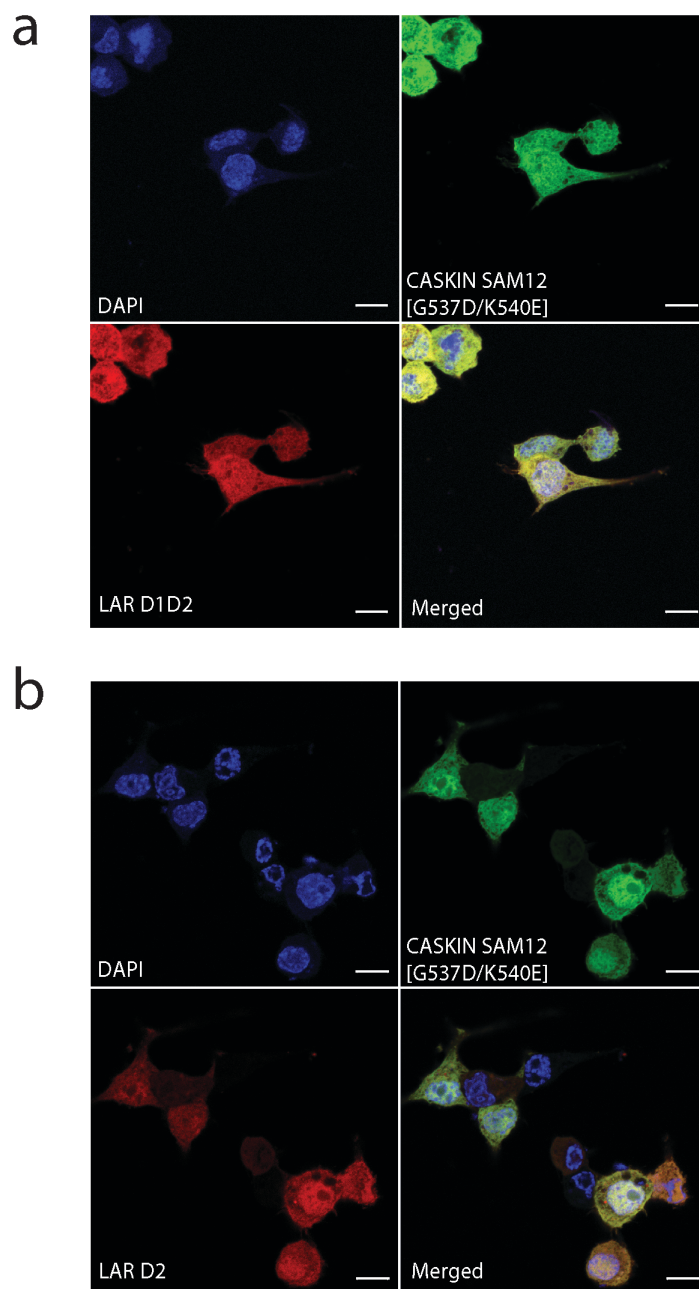 a
DAPI
CASKIN SAM12
[G537D/K540E]
LAR D1D2
Merged
b
DAPI
CASKIN SAM12
[G537D/K540E]
LAR D2
Merged